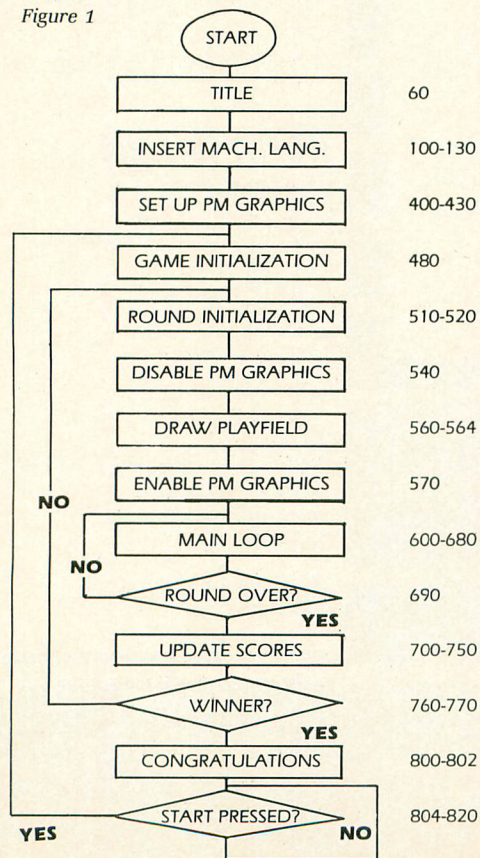 Figure 1
START
TITLE 60
INSERT MACH. LANG. 100-130
SET UP PM GRAPHICS 400-430
GAME INITIALIZATION 480
ROUND INITIALIZATION 510-520
DISABLE PM GRAPHICS 540
DRAW PLAYFIELD 560-564
ENABLE PM GRAPHICS 570
NO
MAIN LOOP 600-680
NO
ROUND OVER? 690
YES
UPDATE SCORES 700-750
WINNER? 760-770
YES
CONGRATULATIONS 800-802
START PRESSED? 804-820
YES NO